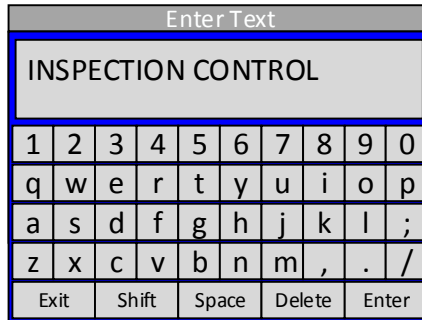 Enter Text
INSPECTION CONTROL
1 2 3 4 5 6 7 8 9 0
q w e r t y u i o p
a s d f g h j k l ;
z x c v b n m , . /
Exit Shift Space Delete Enter